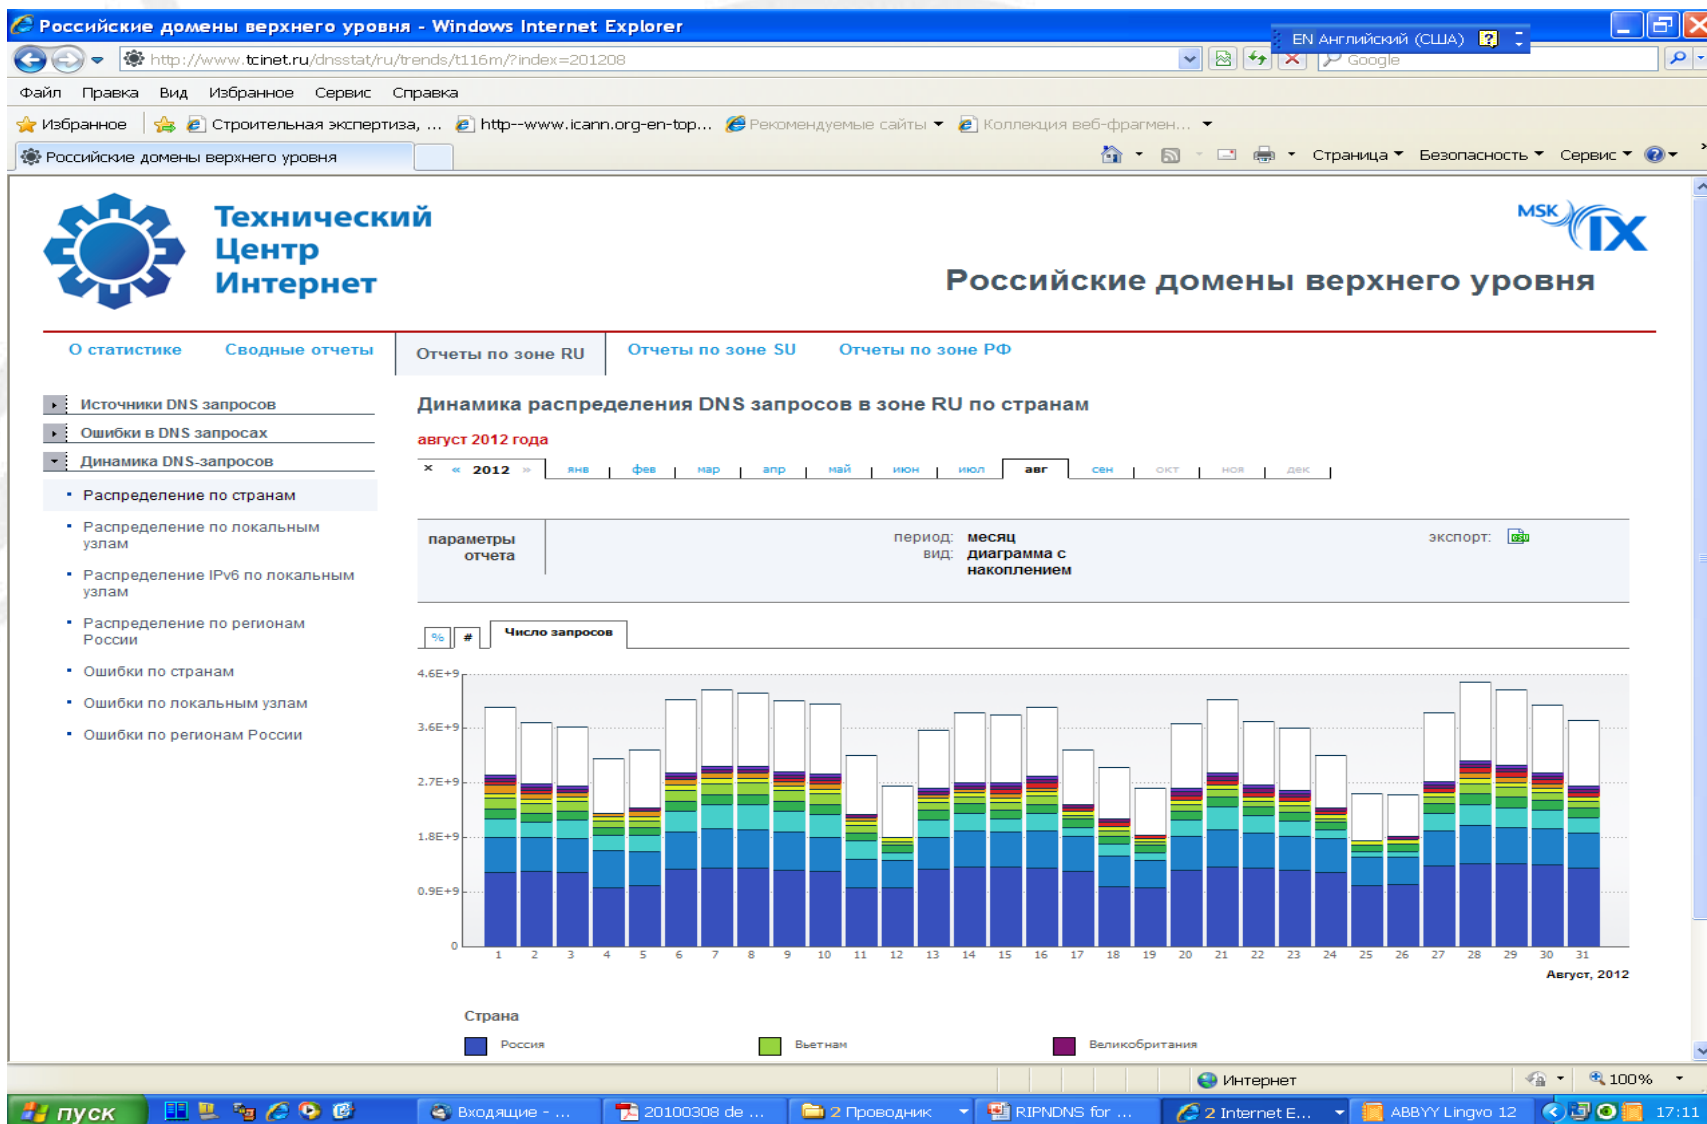 Российские домены верхнего уровня - Windows Internet Explorer
EN Английский (США)
http://www.tcinet.ru/dnsstat/ru/trends/t116m/?index=201208
Google
Файл Правка Вид Избранное Сервис Справка
Избранное Строительная экспертиза, ... http--www.icann.org-en-top... Рекомендуемые сайты Коллекция веб-фрагмен...
Российские домены верхнего уровня
Страница Безопасность Сервис
Технический
Центр
Интернет
MSK IX
Российские домены верхнего уровня
О статистике Сводные отчеты Отчеты по зоне RU Отчеты по зоне SU Отчеты по зоне РФ
Источники DNS запросов
Ошибки в DNS запросах
Динамика DNS-запросов
Распределение по странам
Распределение по локальным
узлам
Распределение IPv6 по локальным
узлам
Распределение по регионам
России
Ошибки по странам
Ошибки по локальным узлам
Ошибки по регионам России
Динамика распределения DNS запросов в зоне RU по странам
август 2012 года
× « 2012 » янв фев мар апр май июн июл авг сен окт ноя дек
параметры
отчета
период: месяц
вид: диаграмма с
накоплением
экспорт: csv
% # Число запросов
4.6E+9
3.6E+9
2.7E+9
1.8E+9
0.9E+9
0
1 2 3 4 5 6 7 8 9 10 11 12 13 14 15 16 17 18 19 20 21 22 23 24 25 26 27 28 29 30 31
Август, 2012
Страна
Россия Вьетнам Великобритания
Интернет 100%
пуск Входящие - ... 20100308 de ... 2 Проводник RIPNDNS for ... 2 Internet E... ABBYY Lingvo 12 17:11